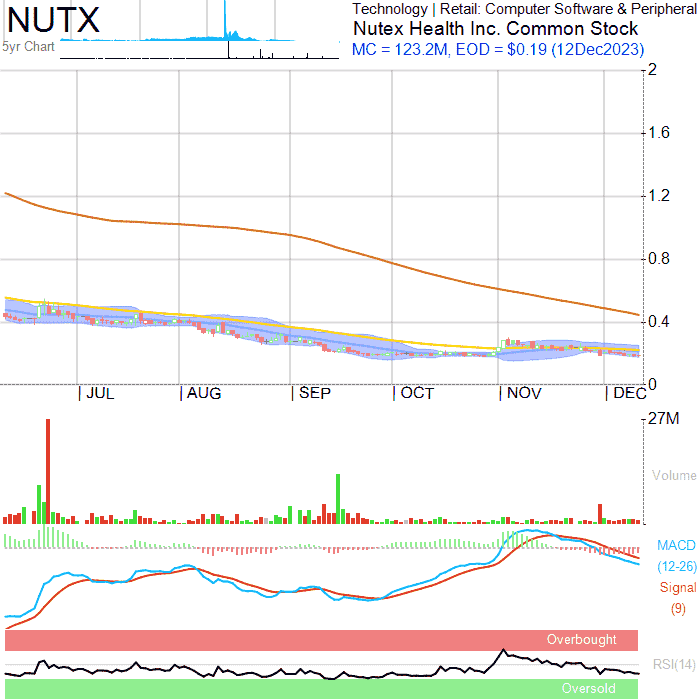 NUTX
5yr Chart
Technology | Retail: Computer Software & Peripheral
Nutex Health Inc. Common Stock
MC = 123.2M, EOD = $0.19 (12Dec2023)
2
1.6
1.2
0.8
0.4
0
JUL AUG SEP OCT NOV DEC
27M
Volume
MACD
(12-26)
Signal
(9)
Overbought
RSI(14)
Oversold